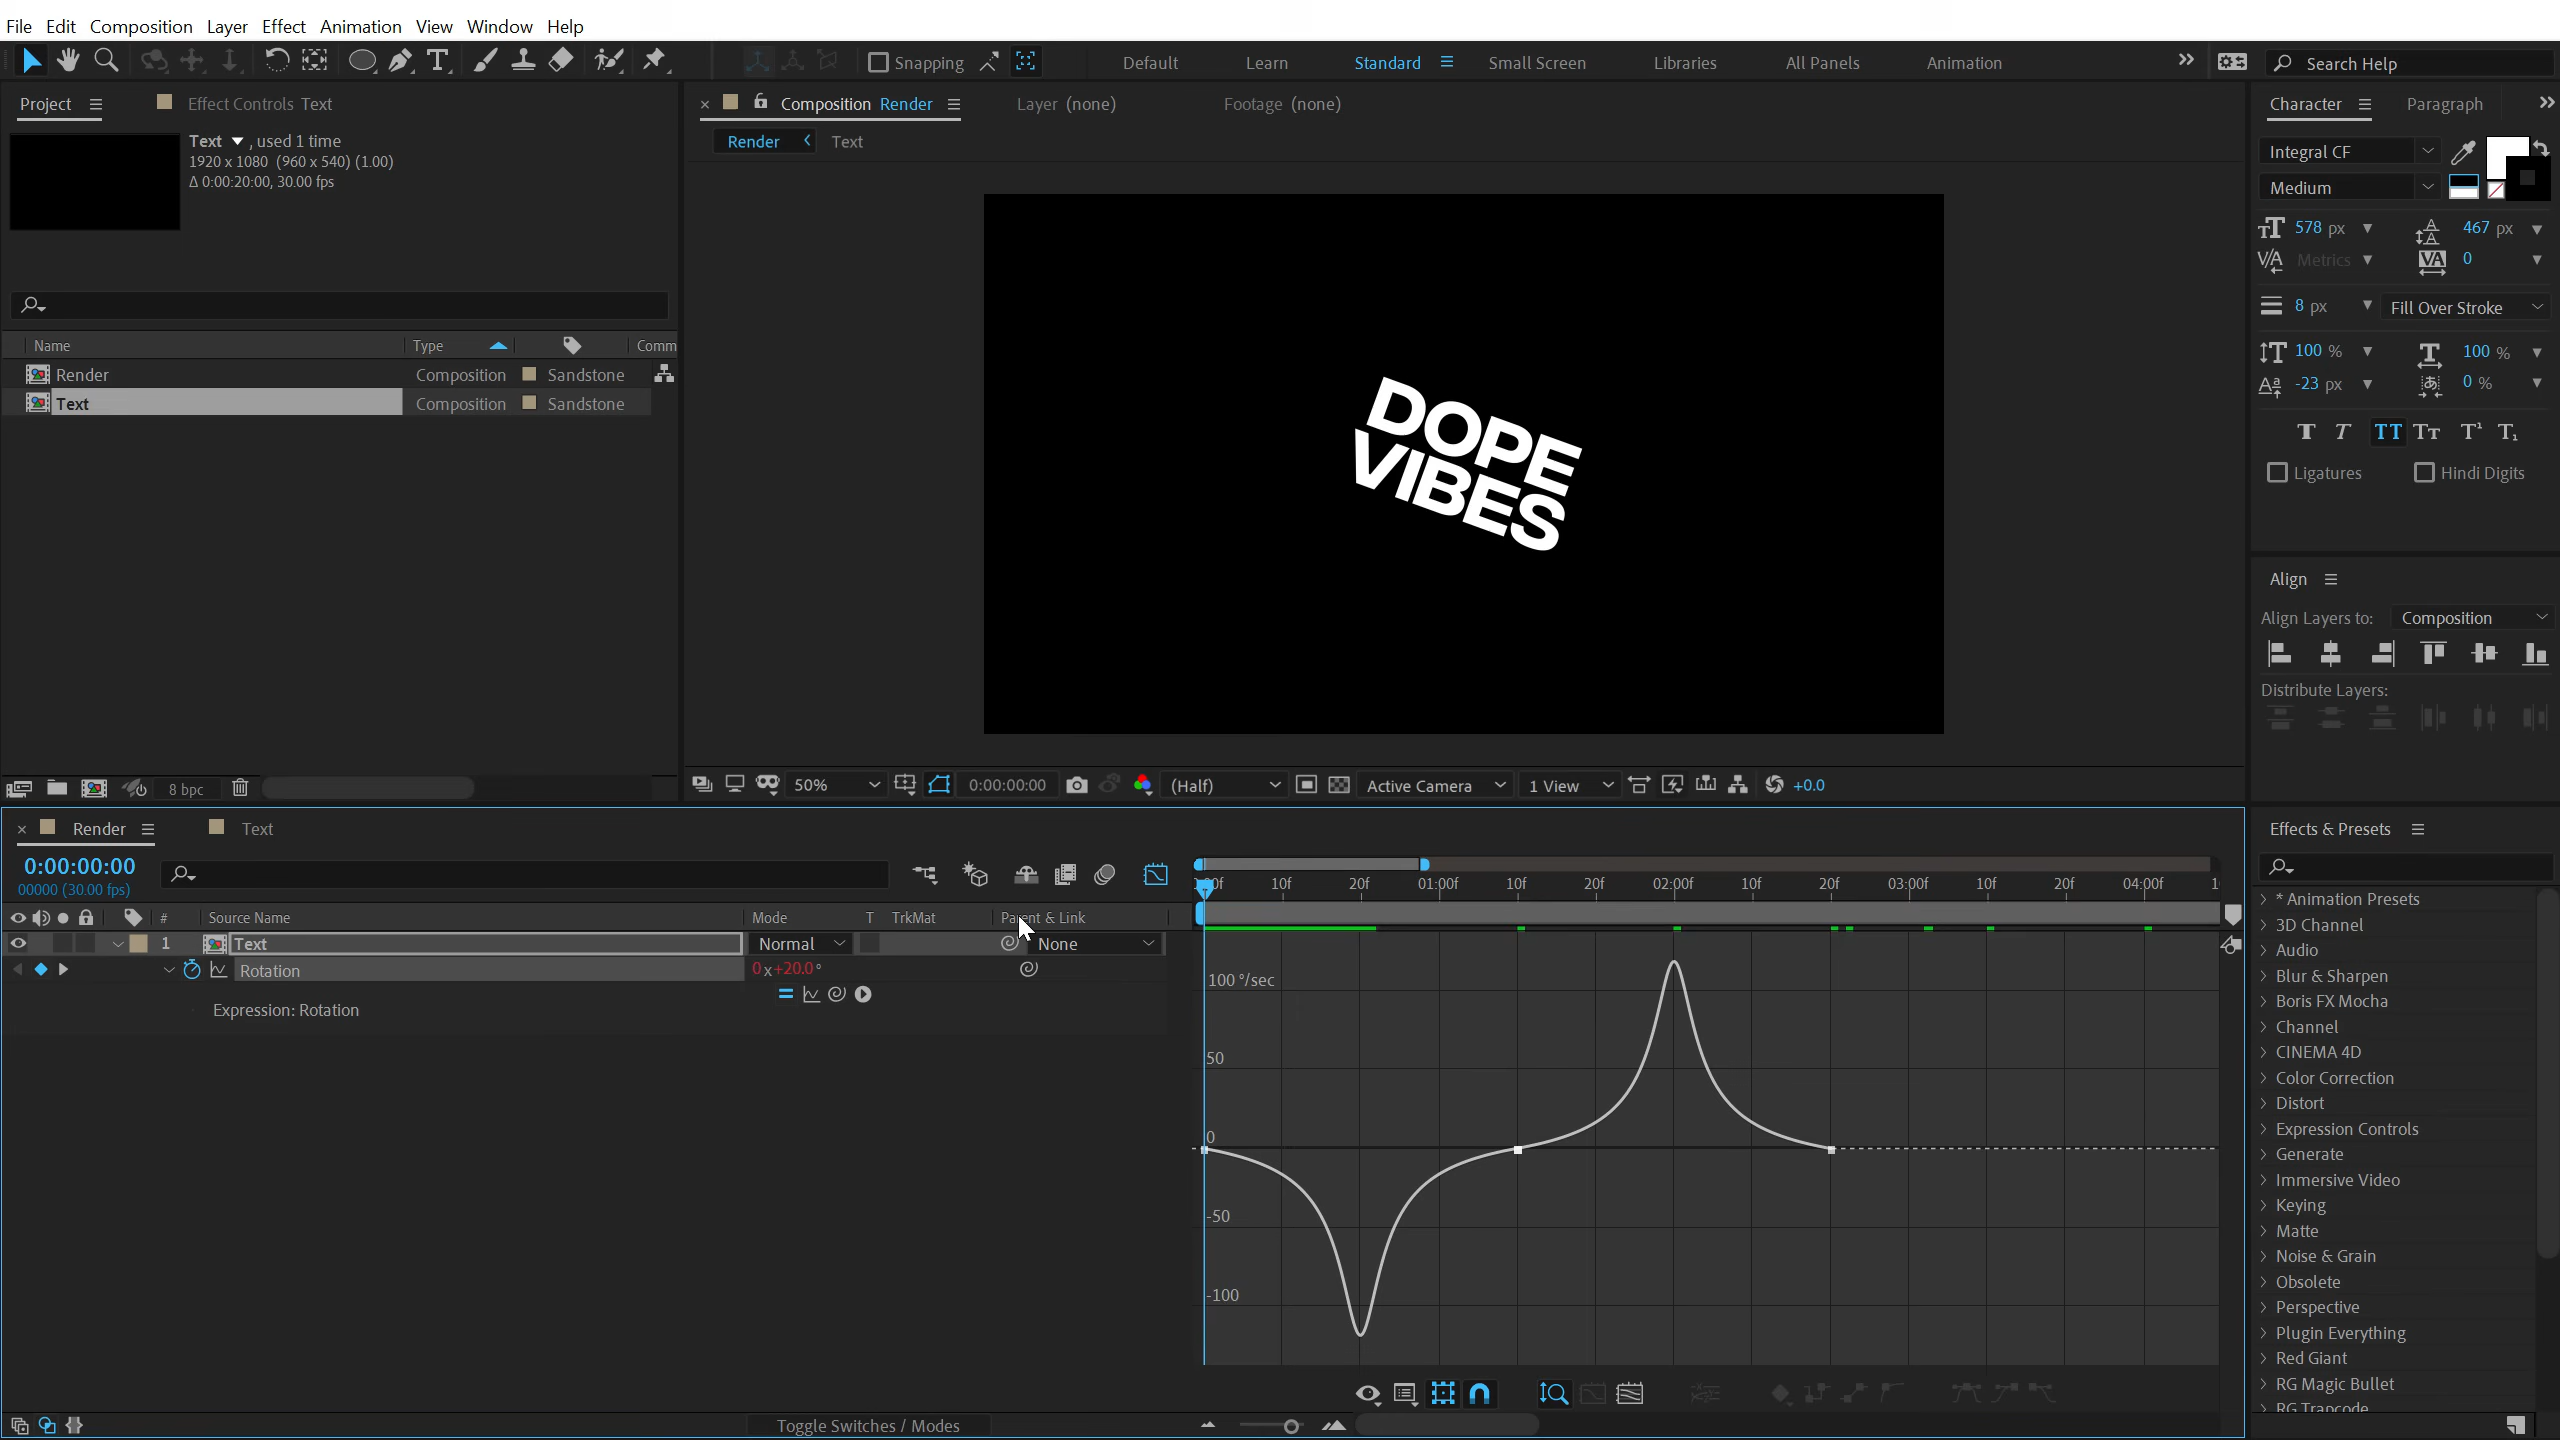 File Edit Composition Layer Effect Animation View Window Help
Snapping Default Learn Standard Small Screen Libraries All Panels Animation Search Help
Project Effect Controls Text
Composition Render Layer (none) Footage (none)
Character Paragraph
Text , used 1 time
1920 x 1080 (960 x 540) (1.00)
Δ 0:00:20:00, 30.00 fps
Render Text
Integral CF
Medium
578 px 467 px
Metrics 0
8 px Fill Over Stroke
100 % 100 %
-23 px 0 %
Ligatures Hindi Digits
Name Type Comm
Render Composition Sandstone
Text Composition Sandstone
DOPE
VIBES
Align
Align Layers to: Composition
Distribute Layers:
8 bpc
50% 0:00:00:00 (Half) Active Camera 1 View +0.0
Render Text
0:00:00:00
00000 (30.00 fps)
10f 20f 01:00f 10f 20f 02:00f 10f 20f 03:00f 10f 20f 04:00f
# Source Name Mode T TrkMat Parent & Link
1 Text Normal None
Rotation 0x+20.0°
Expression: Rotation
100 °/sec
50
0
-50
-100
Toggle Switches / Modes
Effects & Presets
* Animation Presets
3D Channel
Audio
Blur & Sharpen
Boris FX Mocha
Channel
CINEMA 4D
Color Correction
Distort
Expression Controls
Generate
Immersive Video
Keying
Matte
Noise & Grain
Obsolete
Perspective
Plugin Everything
Red Giant
RG Magic Bullet
RG Trapcode